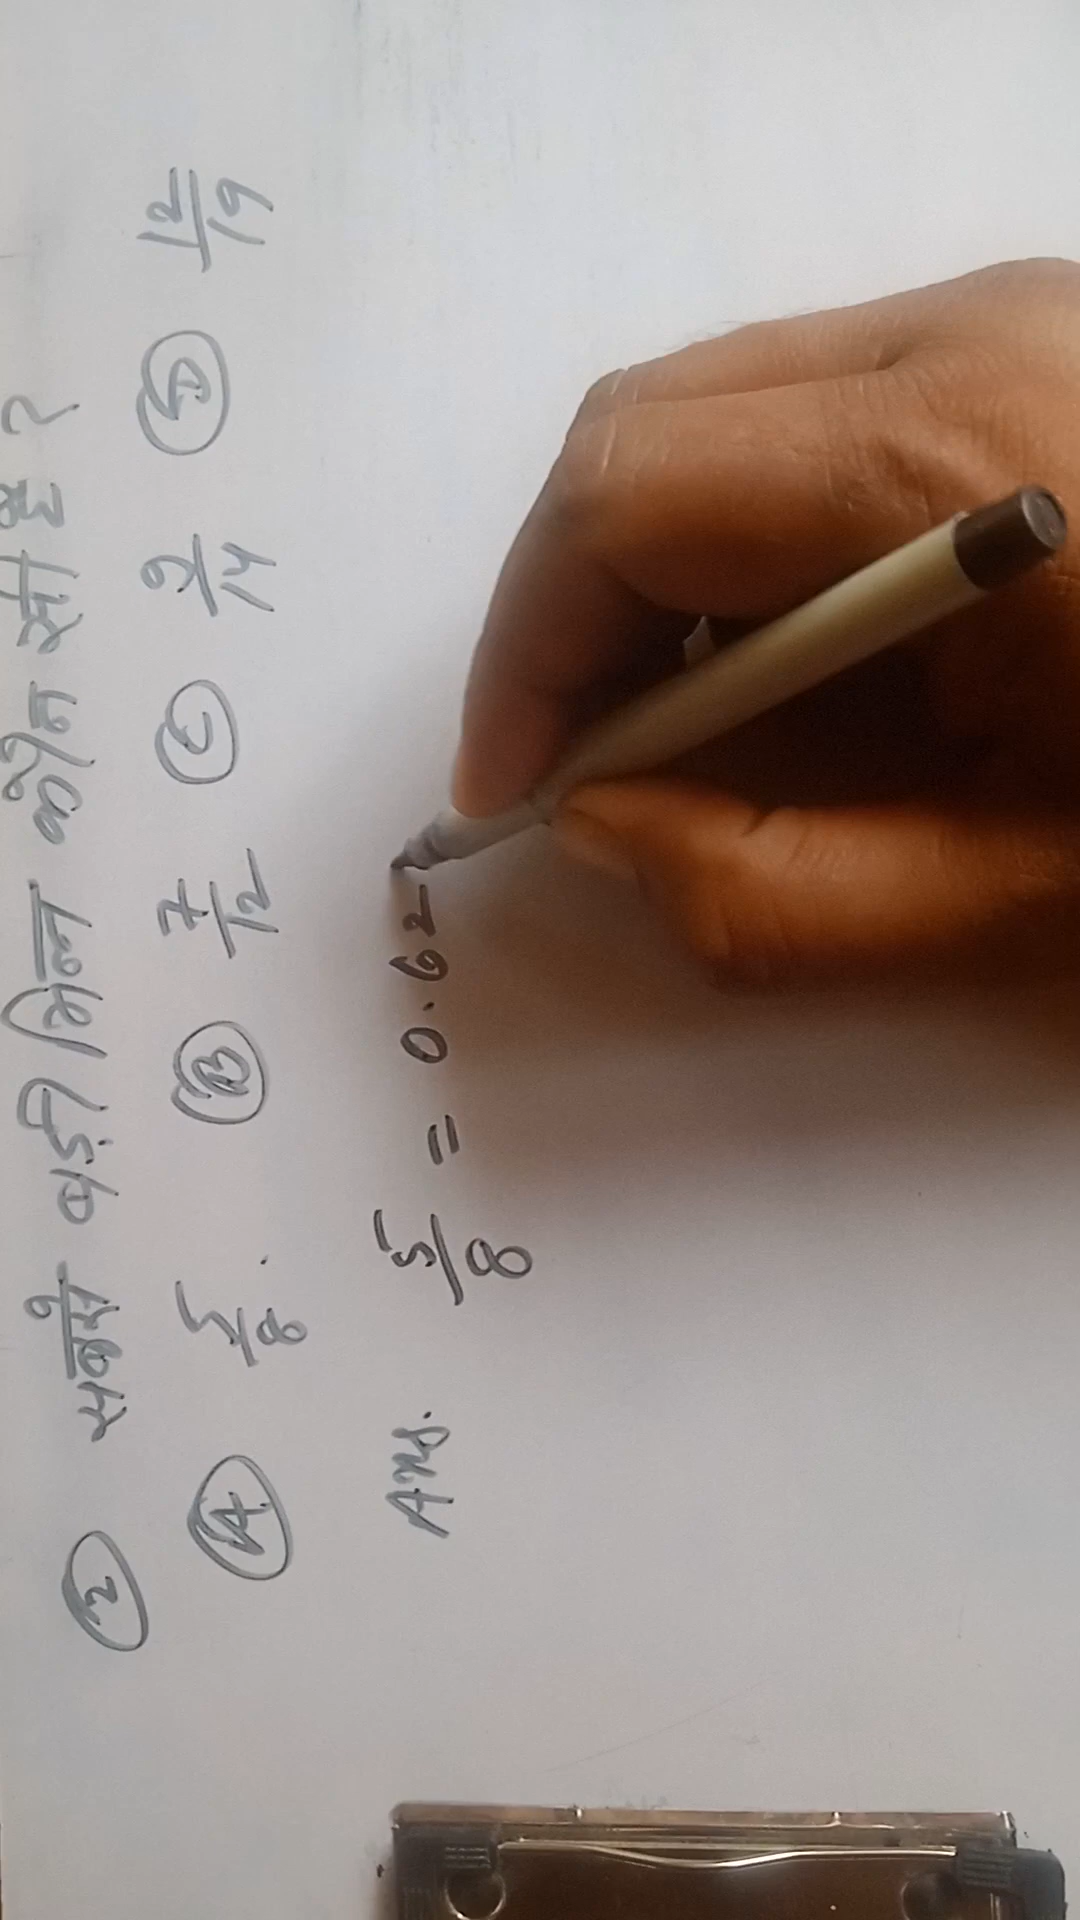 ② सबसे बड़ी भिन्न कौन सी है ?
Ⓐ 5/8 Ⓑ 7/12 Ⓒ 9/14 Ⓓ 12/19
Ans. 5/8 = 0.62